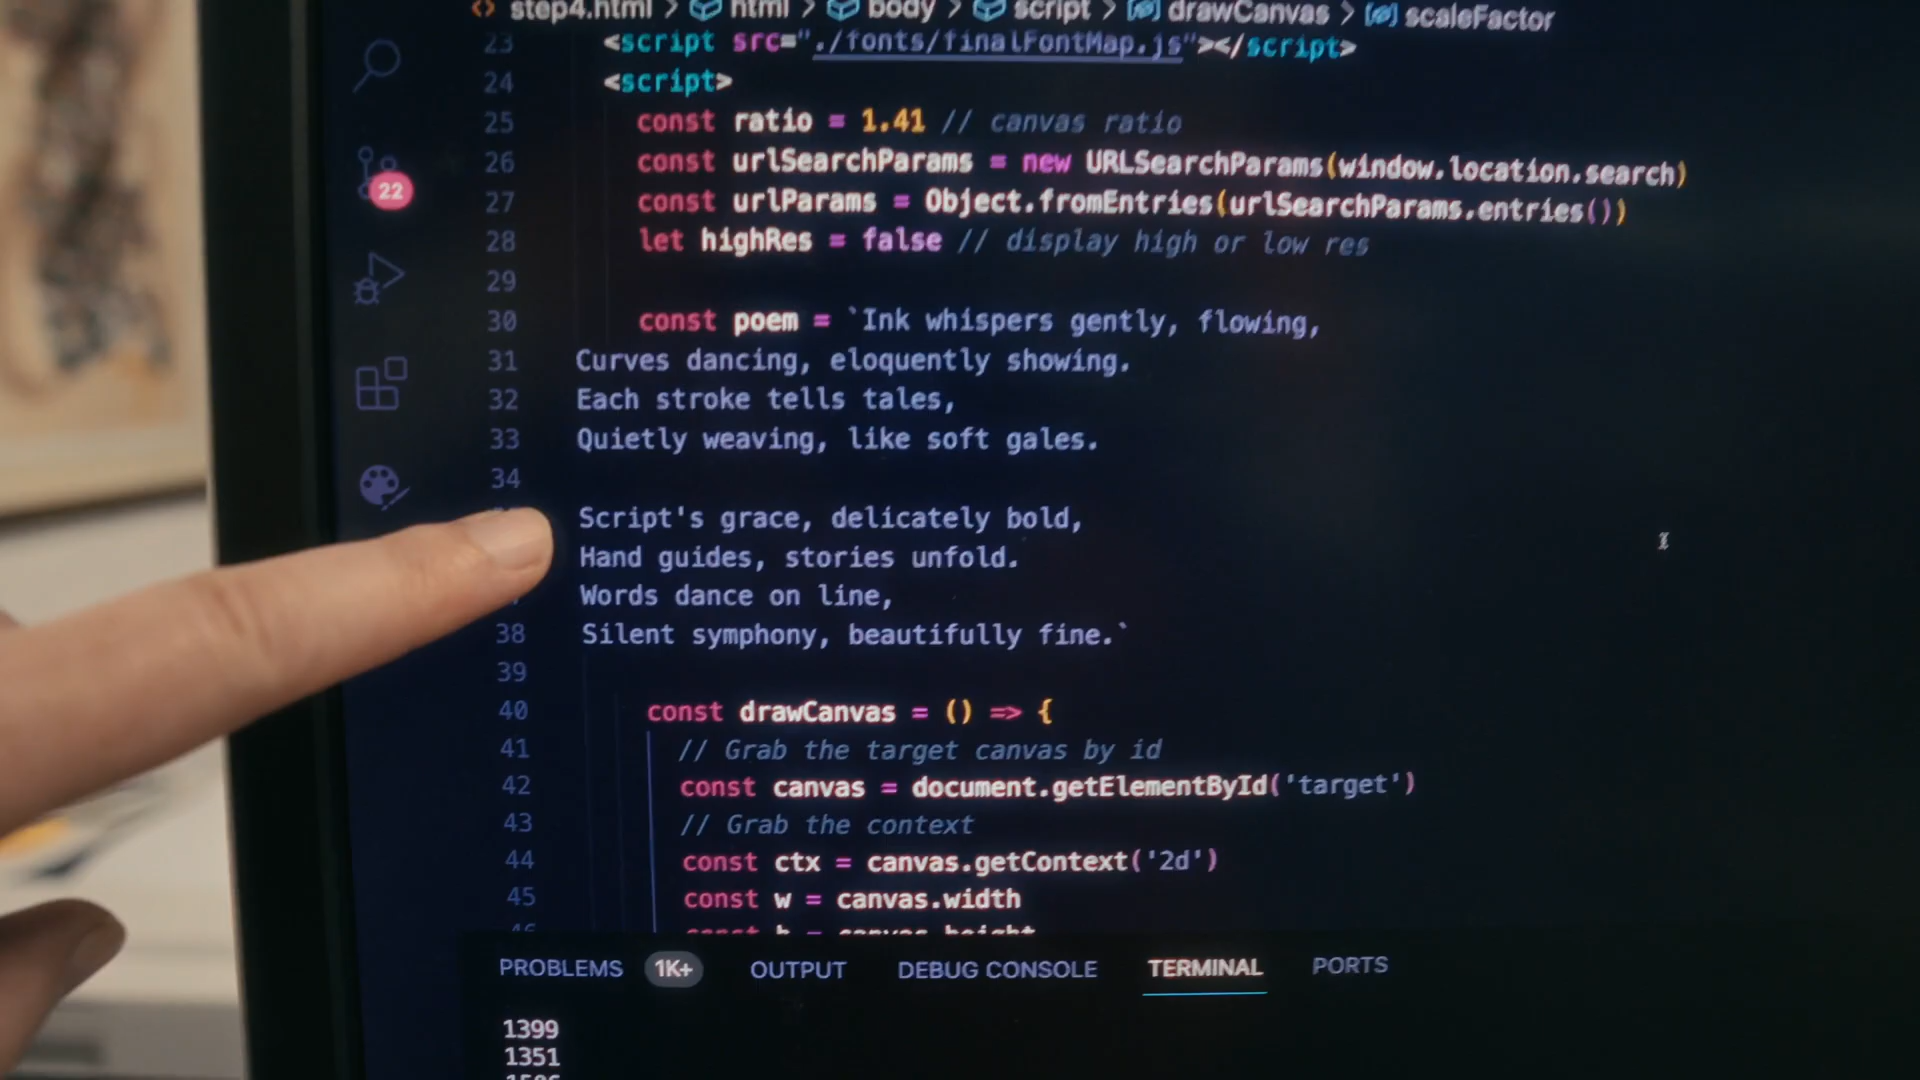 step4.html > html > body > script > drawCanvas > scaleFactor
23 <script src="./fonts/finalFontMap.js"></script>
24 <script>
25 const ratio = 1.41 // canvas ratio
26 const urlSearchParams = new URLSearchParams(window.location.search)
27 const urlParams = Object.fromEntries(urlSearchParams.entries())
28 let highRes = false // display high or low res
29
30 const poem = `Ink whispers gently, flowing,
31 Curves dancing, eloquently showing.
32 Each stroke tells tales,
33 Quietly weaving, like soft gales.
34
Script's grace, delicately bold,
Hand guides, stories unfold.
Words dance on line,
38 Silent symphony, beautifully fine.`
39
40 const drawCanvas = () => {
41 // Grab the target canvas by id
42 const canvas = document.getElementById('target')
43 // Grab the context
44 const ctx = canvas.getContext('2d')
45 const w = canvas.width
const h = canvas.height
22
PROBLEMS 1K+ OUTPUT DEBUG CONSOLE TERMINAL PORTS
1399
1351